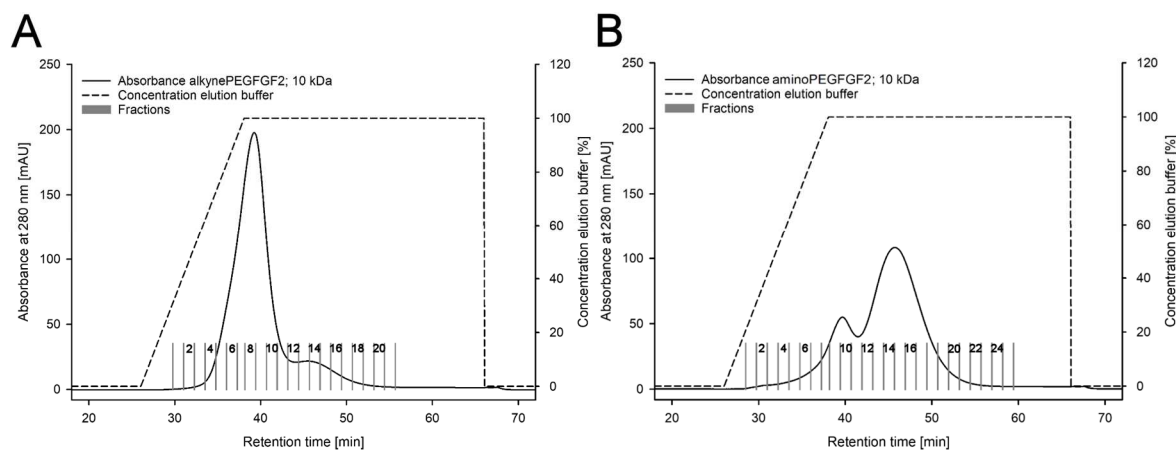 A
Absorbance alkynePEGFGF2; 10 kDa
Concentration elution buffer
Fractions
250
200
150
100
50
0
Absorbance at 280 nm [mAU]
120
100
80
60
40
20
0
Concentration elution buffer [%]
2 4 6 8 10 12 14 16 18 20
20 30 40 50 60 70
Retention time [min]
B
Absorbance aminoPEGFGF2; 10 kDa
Concentration elution buffer
Fractions
250
200
150
100
50
0
Absorbance at 280 nm [mAU]
120
100
80
60
40
20
0
Concentration elution buffer [%]
2 4 6 10 12 14 16 20 22 24
20 30 40 50 60 70
Retention time [min]